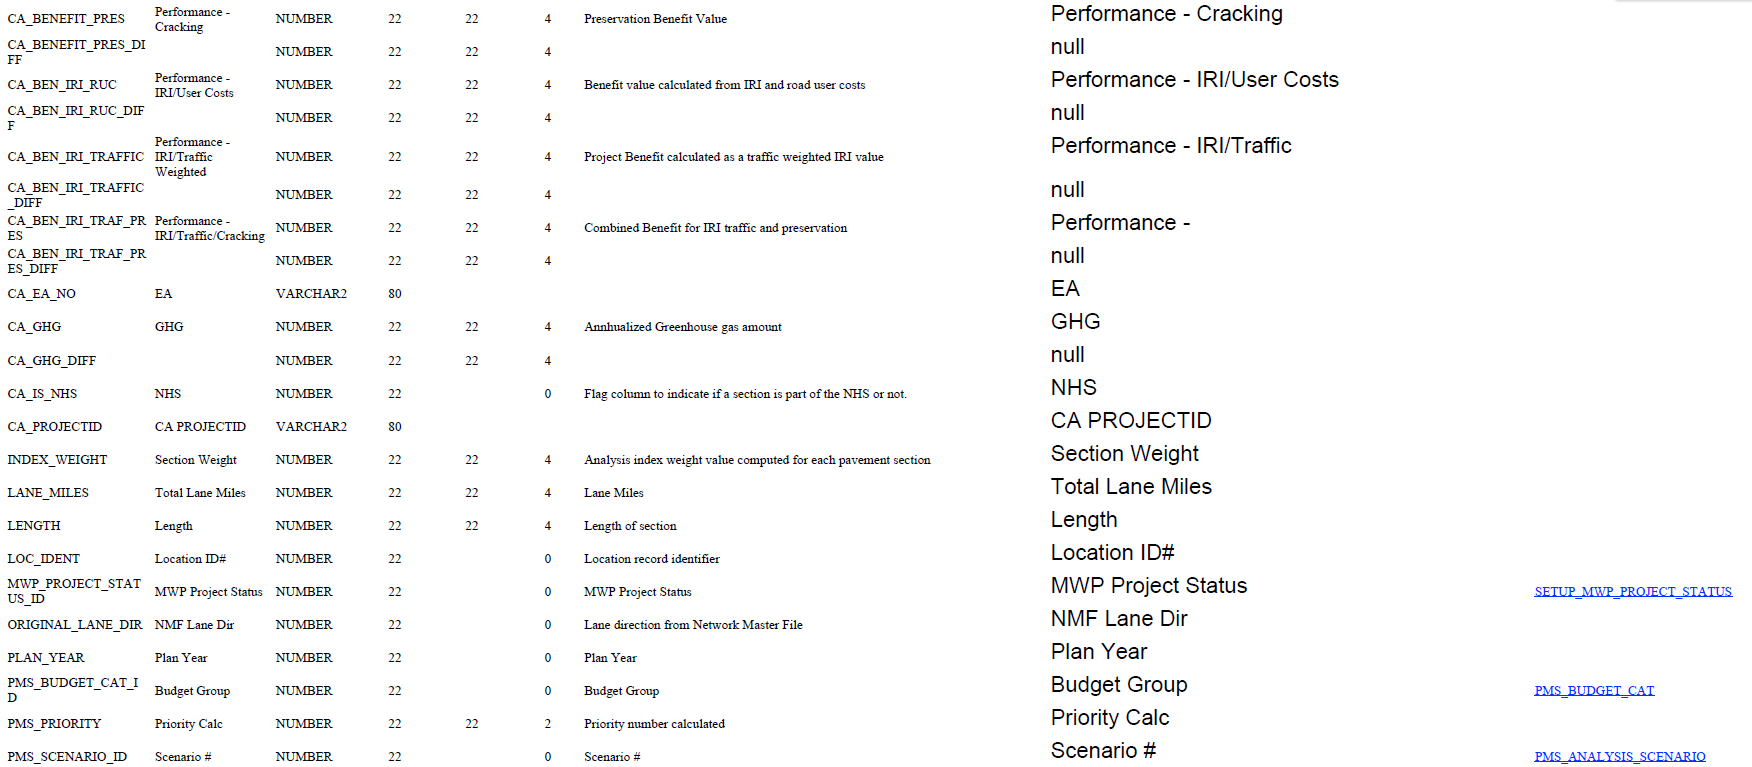 CA_BENEFIT_PRES Performance - Cracking NUMBER 22 22 4 Preservation Benefit Value Performance - Cracking
CA_BENEFIT_PRES_DIFF NUMBER 22 22 4 null
CA_BEN_IRI_RUC Performance - IRI/User Costs NUMBER 22 22 4 Benefit value calculated from IRI and road user costs Performance - IRI/User Costs
CA_BEN_IRI_RUC_DIFF NUMBER 22 22 4 null
CA_BEN_IRI_TRAFFIC Performance - IRI/Traffic Weighted NUMBER 22 22 4 Project Benefit calculated as a traffic weighted IRI value Performance - IRI/Traffic
CA_BEN_IRI_TRAFFIC_DIFF NUMBER 22 22 4 null
CA_BEN_IRI_TRAF_PRES Performance - IRI/Traffic/Cracking NUMBER 22 22 4 Combined Benefit for IRI traffic and preservation Performance -
CA_BEN_IRI_TRAF_PRES_DIFF NUMBER 22 22 4 null
CA_EA_NO EA VARCHAR2 80 EA
CA_GHG GHG NUMBER 22 22 4 Annhualized Greenhouse gas amount GHG
CA_GHG_DIFF NUMBER 22 22 4 null
CA_IS_NHS NHS NUMBER 22 0 Flag column to indicate if a section is part of the NHS or not. NHS
CA_PROJECTID CA PROJECTID VARCHAR2 80 CA PROJECTID
INDEX_WEIGHT Section Weight NUMBER 22 22 4 Analysis index weight value computed for each pavement section Section Weight
LANE_MILES Total Lane Miles NUMBER 22 22 4 Lane Miles Total Lane Miles
LENGTH Length NUMBER 22 22 4 Length of section Length
LOC_IDENT Location ID# NUMBER 22 0 Location record identifier Location ID#
MWP_PROJECT_STATUS_ID MWP Project Status NUMBER 22 0 MWP Project Status MWP Project Status SETUP_MWP_PROJECT_STATUS
ORIGINAL_LANE_DIR NMF Lane Dir NUMBER 22 0 Lane direction from Network Master File NMF Lane Dir
PLAN_YEAR Plan Year NUMBER 22 0 Plan Year Plan Year
PMS_BUDGET_CAT_ID Budget Group NUMBER 22 0 Budget Group Budget Group PMS_BUDGET_CAT
PMS_PRIORITY Priority Calc NUMBER 22 22 2 Priority number calculated Priority Calc
PMS_SCENARIO_ID Scenario # NUMBER 22 0 Scenario # Scenario # PMS_ANALYSIS_SCENARIO